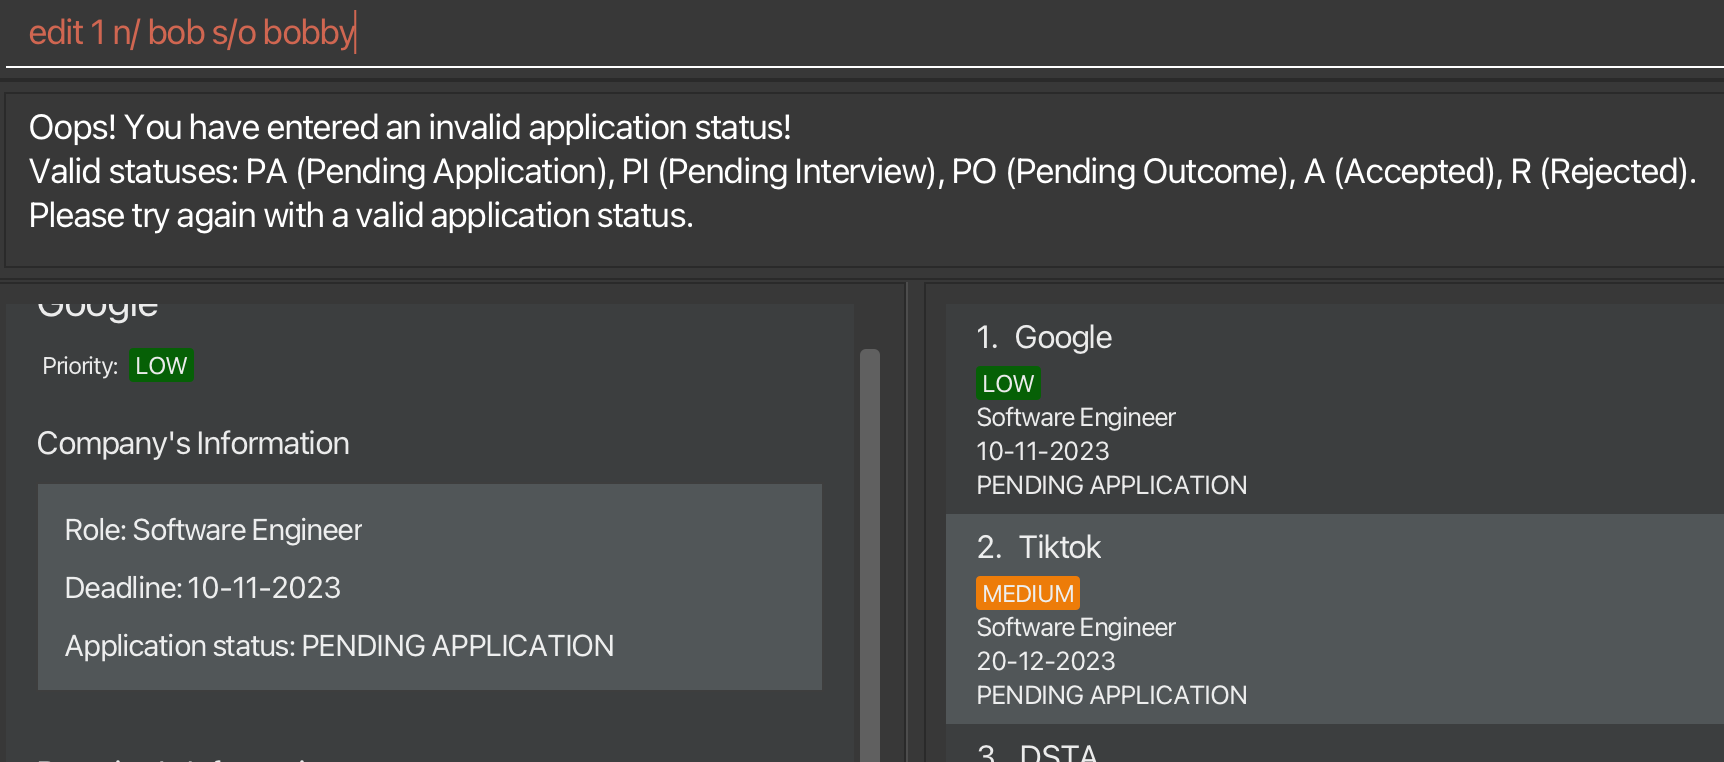 edit 1 n/ bob s/o bobby
Oops! You have entered an invalid application status!
Valid statuses: PA (Pending Application), PI (Pending Interview), PO (Pending Outcome), A (Accepted), R (Rejected).
Please try again with a valid application status.
Google
Priority: LOW
Company's Information
Role: Software Engineer
Deadline: 10-11-2023
Application status: PENDING APPLICATION
1. Google
LOW
Software Engineer
10-11-2023
PENDING APPLICATION
2. Tiktok
MEDIUM
Software Engineer
20-12-2023
PENDING APPLICATION
3. DSTA